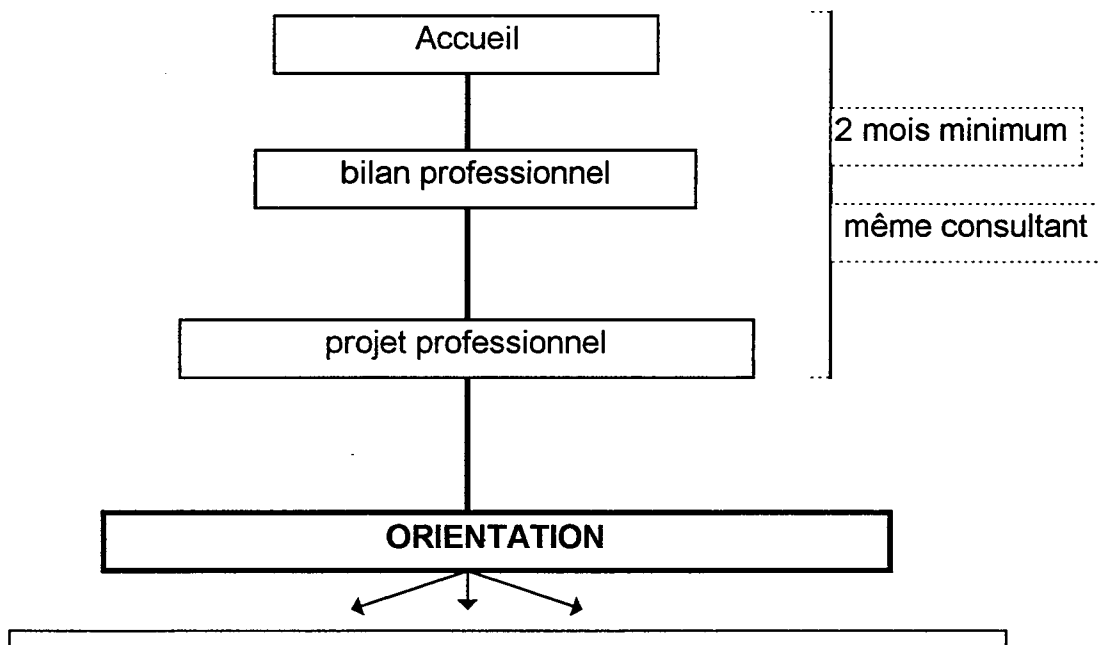 Accueil
2 mois minimum
bilan professionnel
même consultant
projet professionnel
ORIENTATION